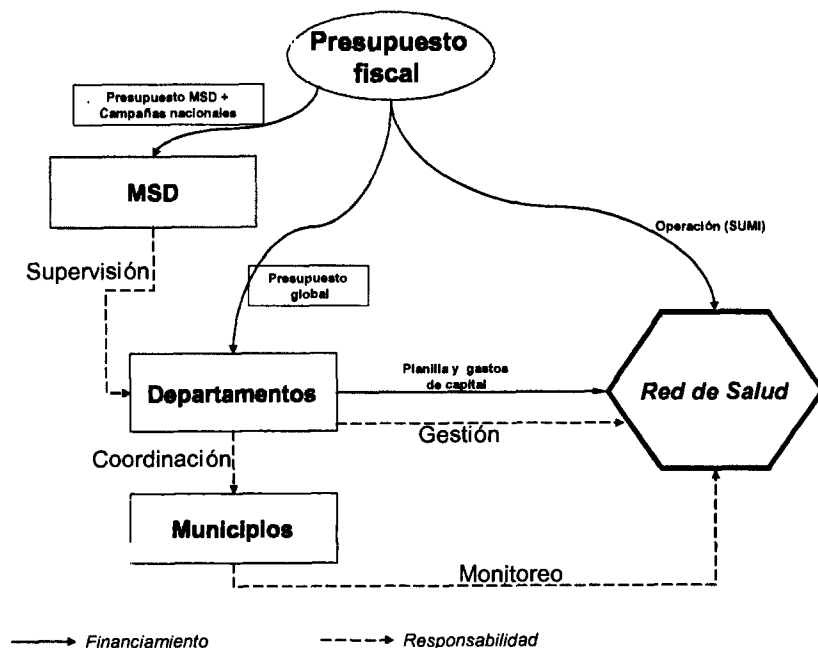 Presupuesto
fiscal
Presupuesto MSD +
Campañas nacionales
MSD
Operación (SUMI)
Supervisión
Presupuesto
global
Departamentos
Planilla y gastos
de capital
Red de Salud
Gestión
Coordinación
Municipios
Monitoreo
Financiamiento
Responsabilidad